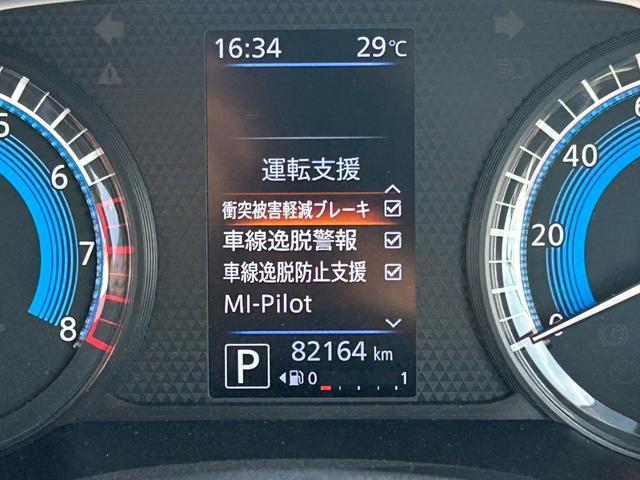 16:34 29℃
運転支援
衝突被害軽減ブレーキ
車線逸脱警報
車線逸脱防止支援
MI-Pilot
P 82164 km
0 1
5
6
7
8
40
20
0